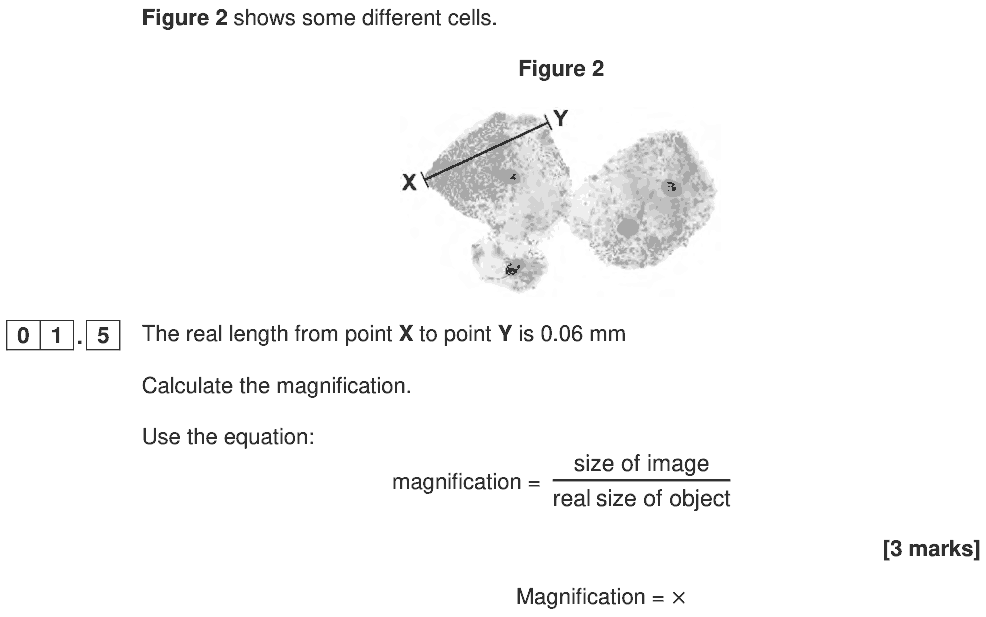 Figure 2 shows some different cells.
Figure 2
Y
X
0 1 . 5 The real length from point X to point Y is 0.06 mm
Calculate the magnification.
Use the equation:
magnification = size of image
real size of object
[3 marks]
Magnification = ×